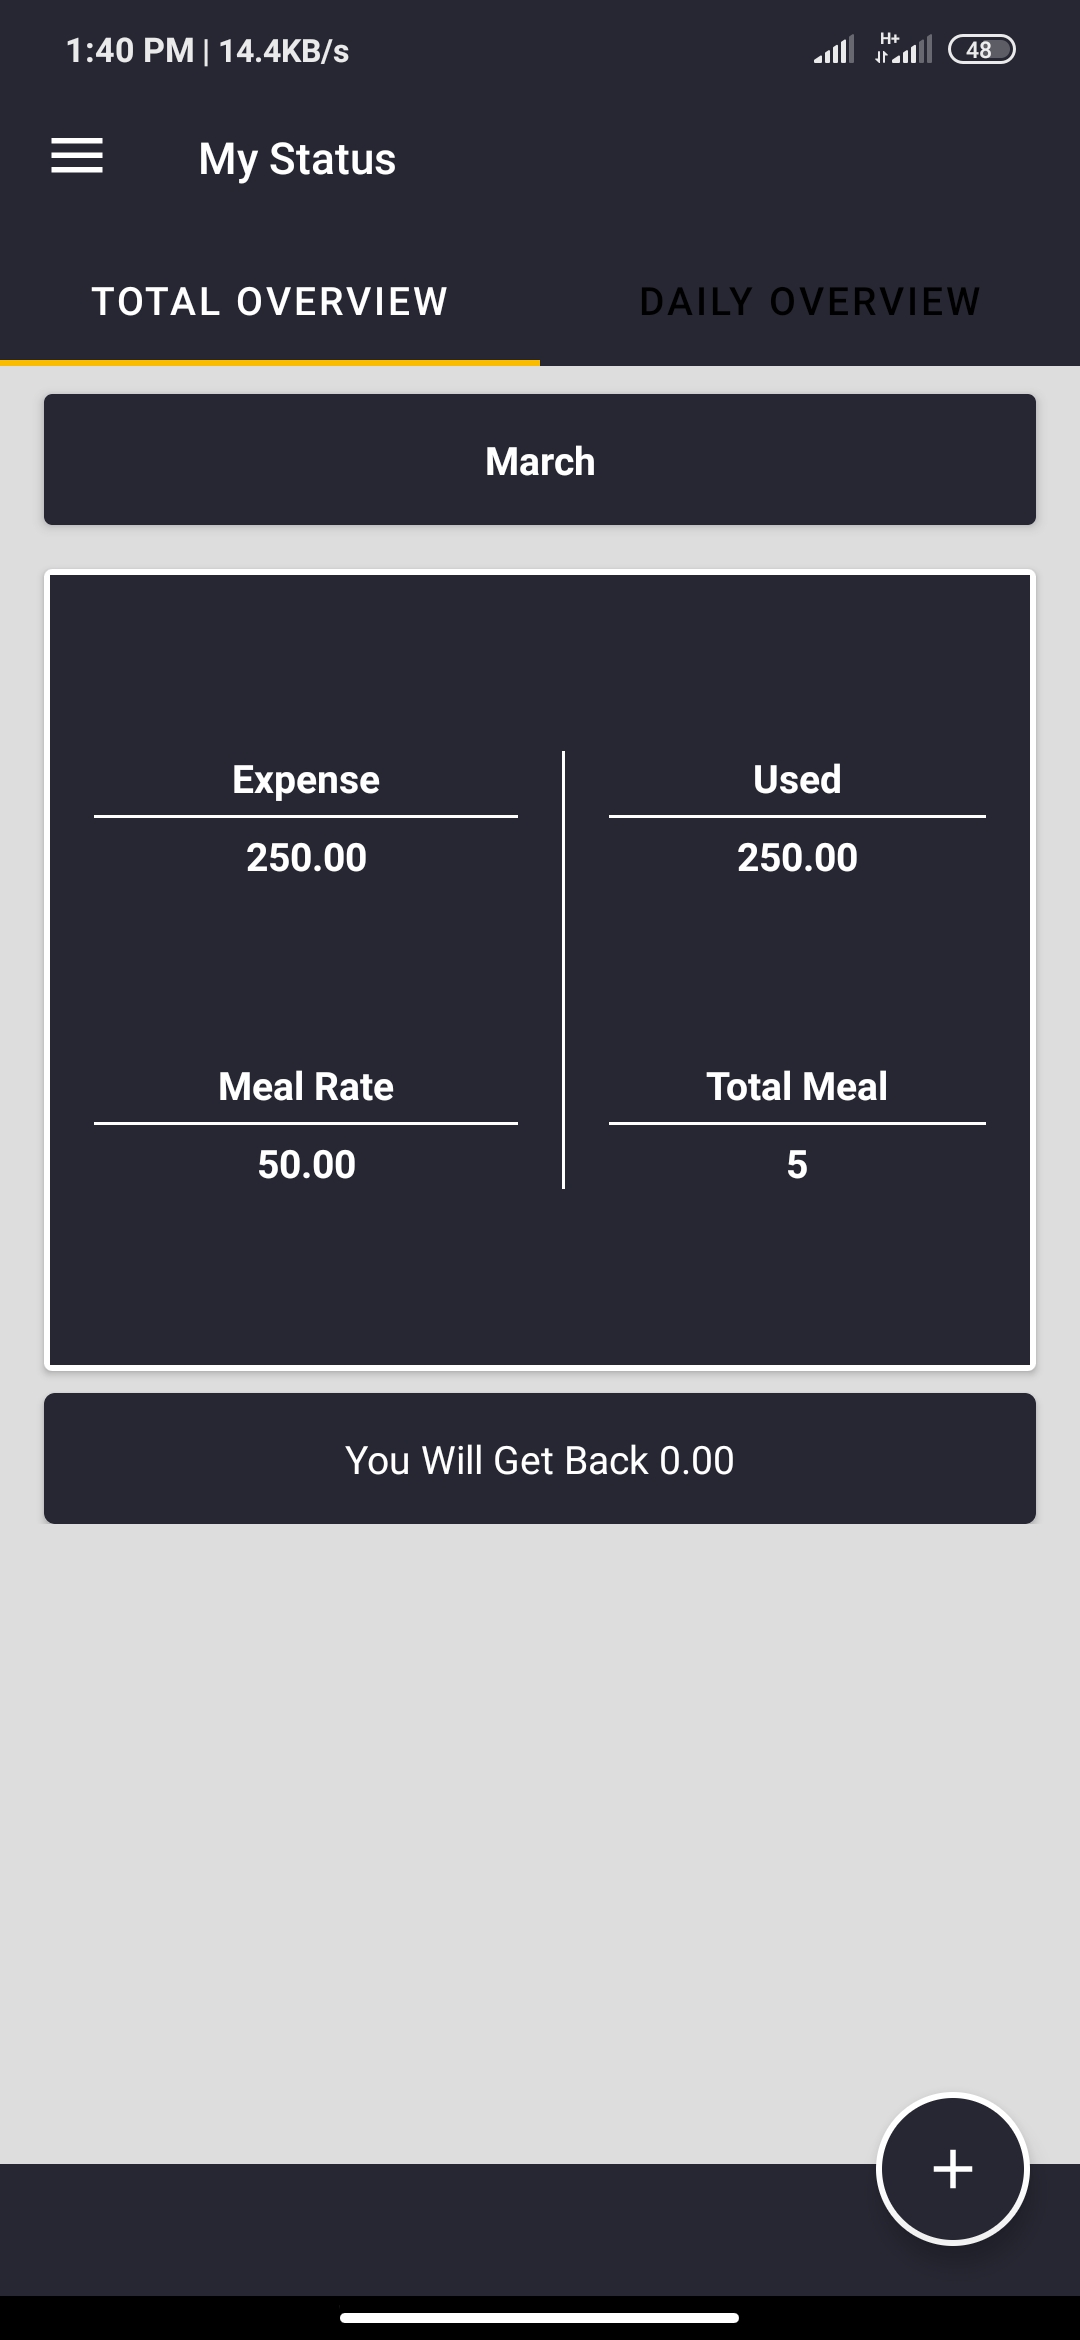 1:40 PM | 14.4KB/s H+ 48
My Status
TOTAL OVERVIEW DAILY OVERVIEW
March
Expense Used
250.00 250.00
Meal Rate Total Meal
50.00 5
You Will Get Back 0.00
+